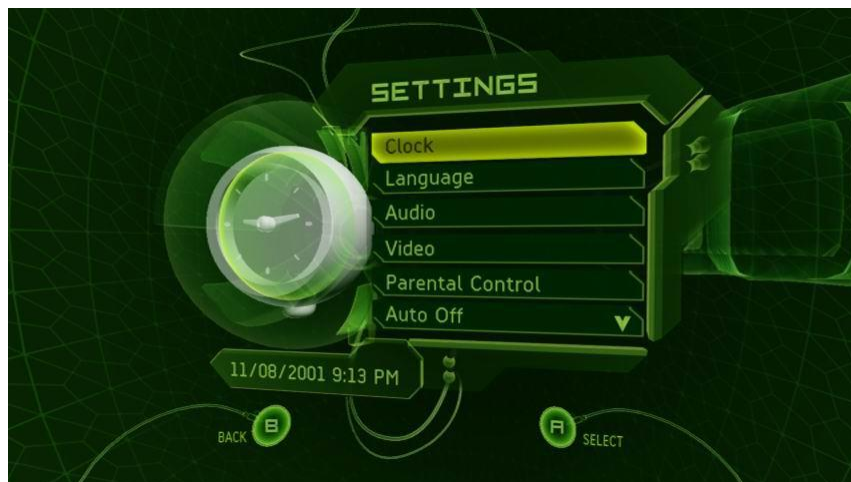 SETTINGS
Clock
Language
Audio
Video
Parental Control
Auto Off
11/08/2001 9:13 PM
BACK B
A SELECT